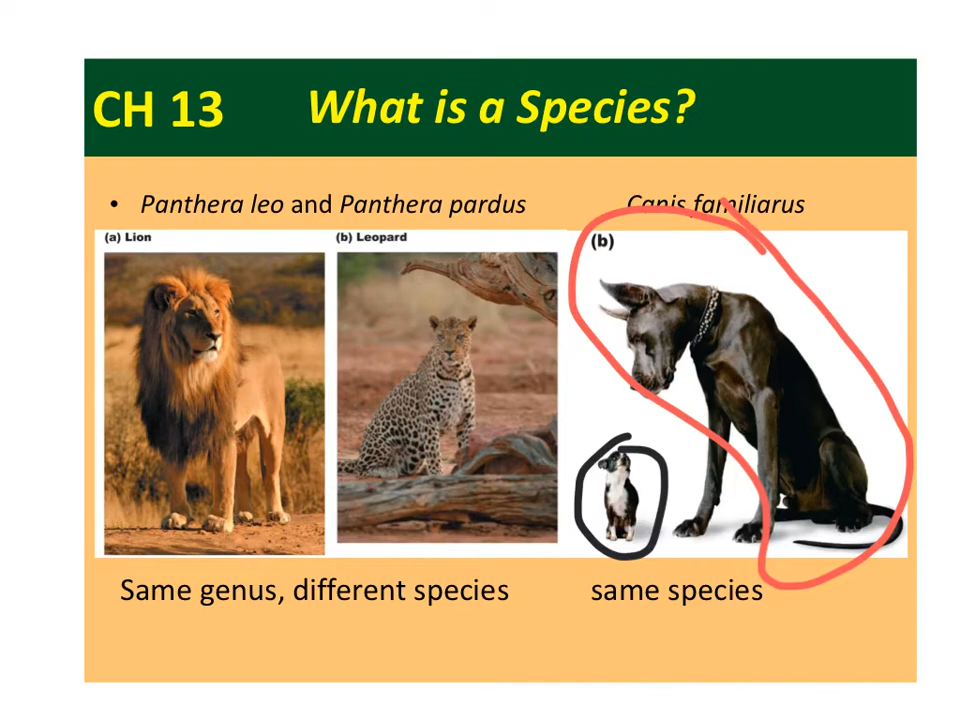 CH 13 What is a Species?
• Panthera leo and Panthera pardus Canis familiarus
(a) Lion (b) Leopard (b)
Same genus, different species same species